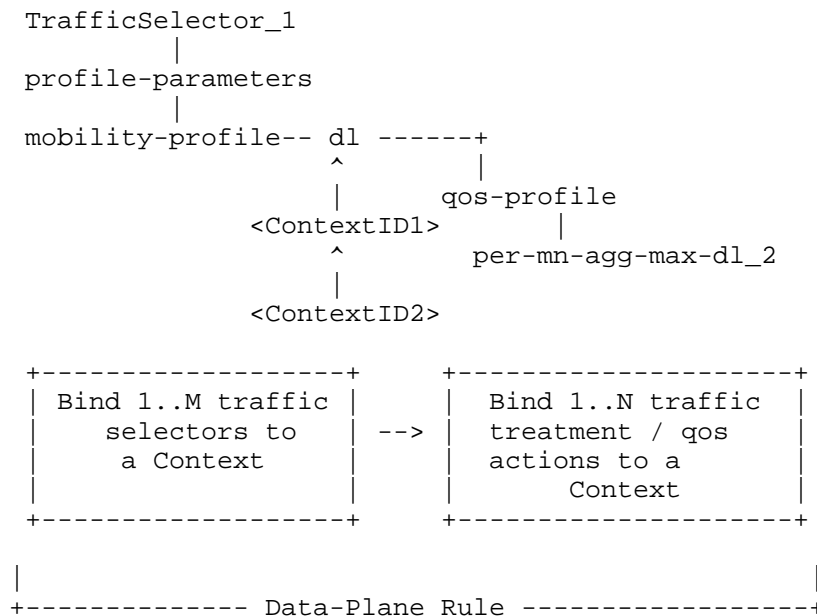 TrafficSelector_1
|
profile-parameters
|
mobility-profile-- dl ------+
^ |
| qos-profile
<ContextID1> |
^ per-mn-agg-max-dl_2
|
<ContextID2>
+-------------------+ +---------------------+
| Bind 1..M traffic | | Bind 1..N traffic |
| selectors to | --> | treatment / qos |
| a Context | | actions to a |
| | | Context |
+-------------------+ +---------------------+
| |
+-------------- Data-Plane Rule ------------------+